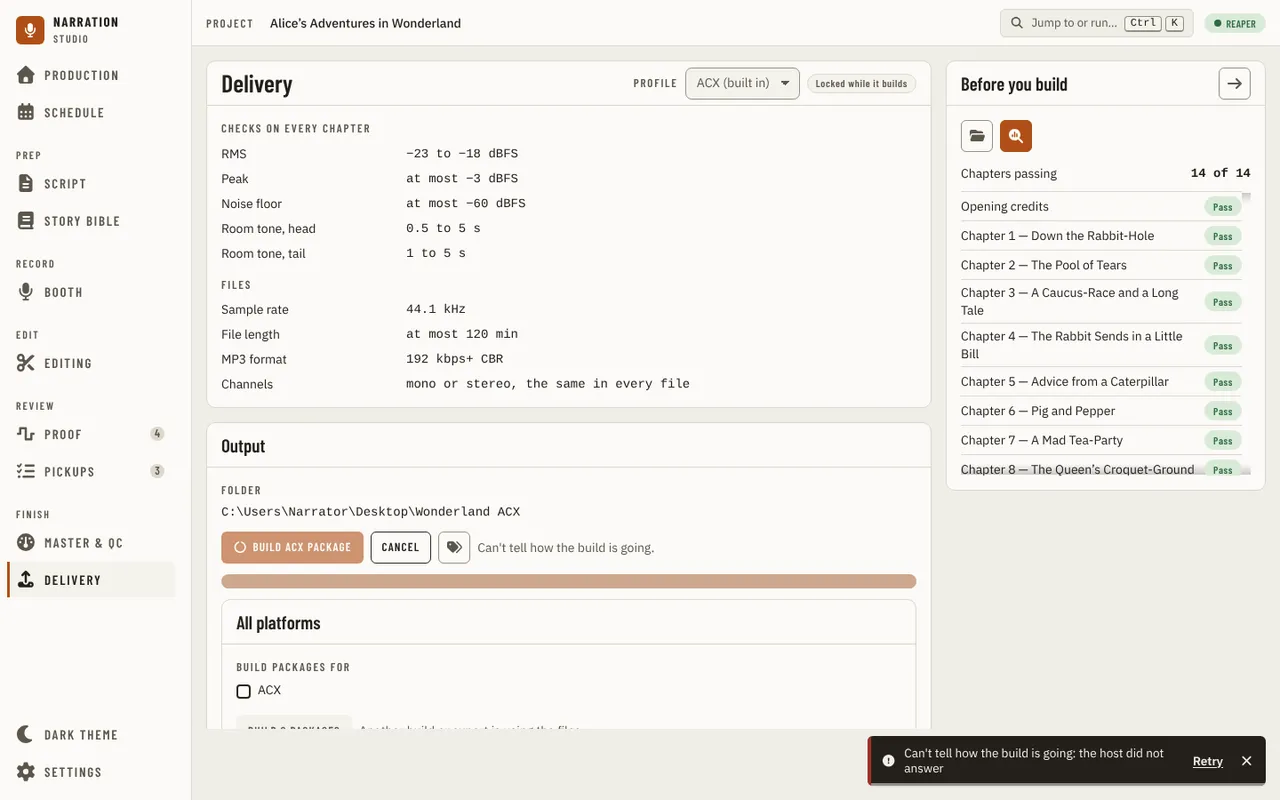 NARRATION
STUDIO
PRODUCTION
SCHEDULE
PREP
SCRIPT
STORY BIBLE
RECORD
BOOTH
EDIT
EDITING
REVIEW
PROOF 4
PICKUPS 3
FINISH
MASTER & QC
DELIVERY
DARK THEME
SETTINGS
PROJECT Alice’s Adventures in Wonderland
Jump to or run... Ctrl K
REAPER
Delivery
PROFILE ACX (built in) Locked while it builds
CHECKS ON EVERY CHAPTER
RMS −23 to −18 dBFS
Peak at most −3 dBFS
Noise floor at most −60 dBFS
Room tone, head 0.5 to 5 s
Room tone, tail 1 to 5 s
FILES
Sample rate 44.1 kHz
File length at most 120 min
MP3 format 192 kbps+ CBR
Channels mono or stereo, the same in every file
Output
FOLDER
C:\Users\Narrator\Desktop\Wonderland ACX
BUILD ACX PACKAGE CANCEL Can't tell how the build is going.
All platforms
BUILD PACKAGES FOR
ACX
Before you build
Chapters passing 14 of 14
Opening credits Pass
Chapter 1 — Down the Rabbit-Hole Pass
Chapter 2 — The Pool of Tears Pass
Chapter 3 — A Caucus-Race and a Long
Tale Pass
Chapter 4 — The Rabbit Sends in a Little
Bill Pass
Chapter 5 — Advice from a Caterpillar Pass
Chapter 6 — Pig and Pepper Pass
Chapter 7 — A Mad Tea-Party Pass
Chapter 8 — The Queen’s Croquet-Ground Pass
Can't tell how the build is going: the host did not
answer
Retry